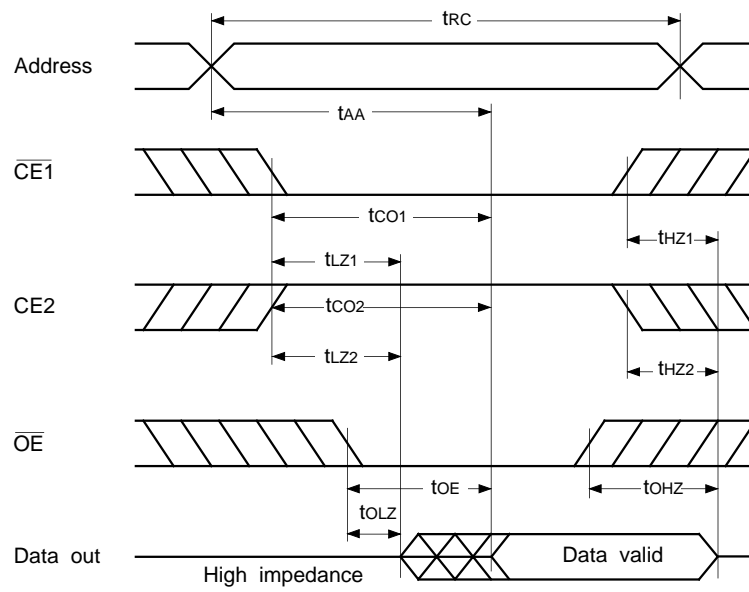 tRC
Address
tAA
CE1
tCO1
tHZ1
tLZ1
CE2
tCO2
tLZ2
tHZ2
OE
tOE
tOHZ
tOLZ
Data out
Data valid
High impedance